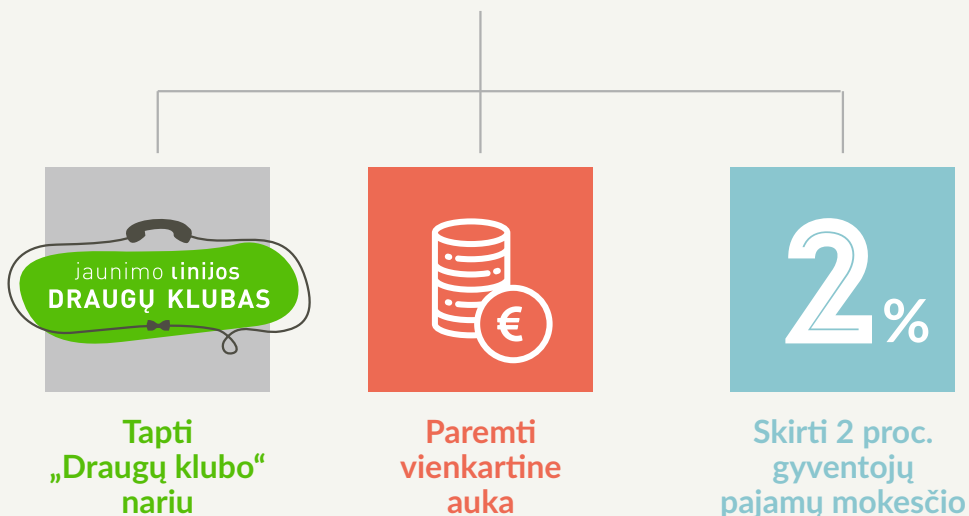 jaunimo linijos
DRAUGŲ KLUBAS
€
2%
Tapti
„Draugų klubo“
nariu
Paremti
vienkartine
auka
Skirti 2 proc.
gyventojų
pajamų mokesčio